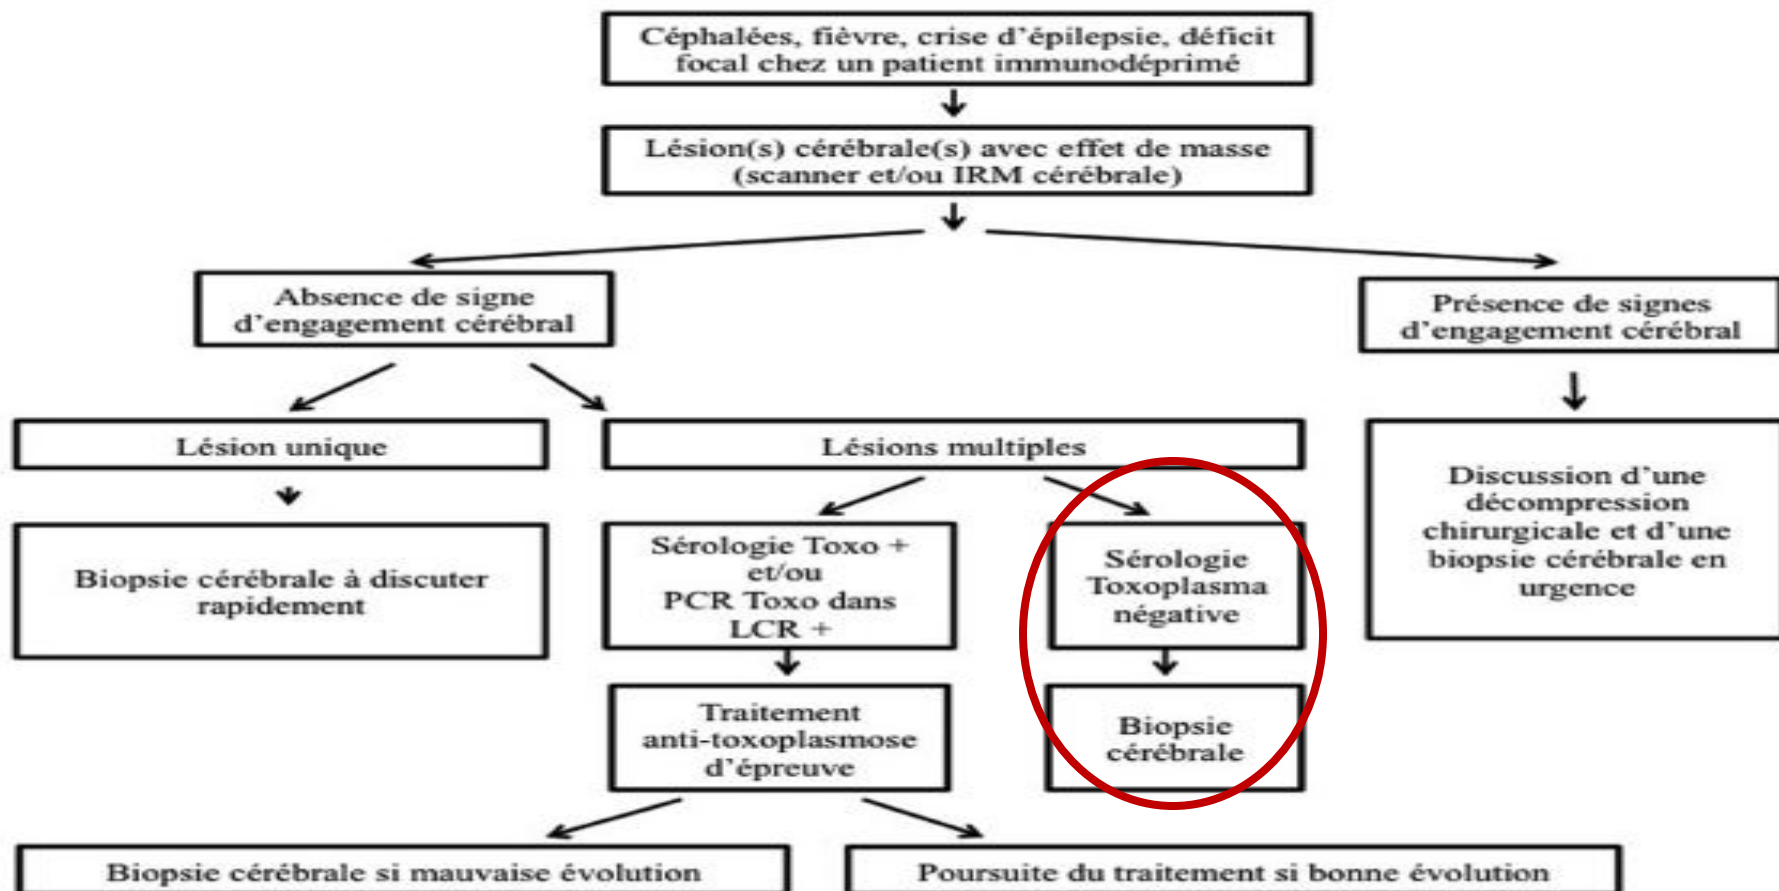 Céphalées, fièvre, crise d'épilepsie, déficit
focal chez un patient immunodéprimé
Lésion(s) cérébrale(s) avec effet de masse
(scanner et/ou IRM cérébrale)
Absence de signe
d'engagement cérébral
Présence de signes
d'engagement cérébral
Lésion unique
Lésions multiples
Biopsie cérébrale à discuter
rapidement
Sérologie Toxo +
et/ou
PCR Toxo dans
LCR +
Sérologie
Toxoplasma
négative
Discussion d'une
décompression
chirurgicale et d'une
biopsie cérébrale en
urgence
Traitement
anti-toxoplasmose
d'épreuve
Biopsie
cérébrale
Biopsie cérébrale si mauvaise évolution
Poursuite du traitement si bonne évolution